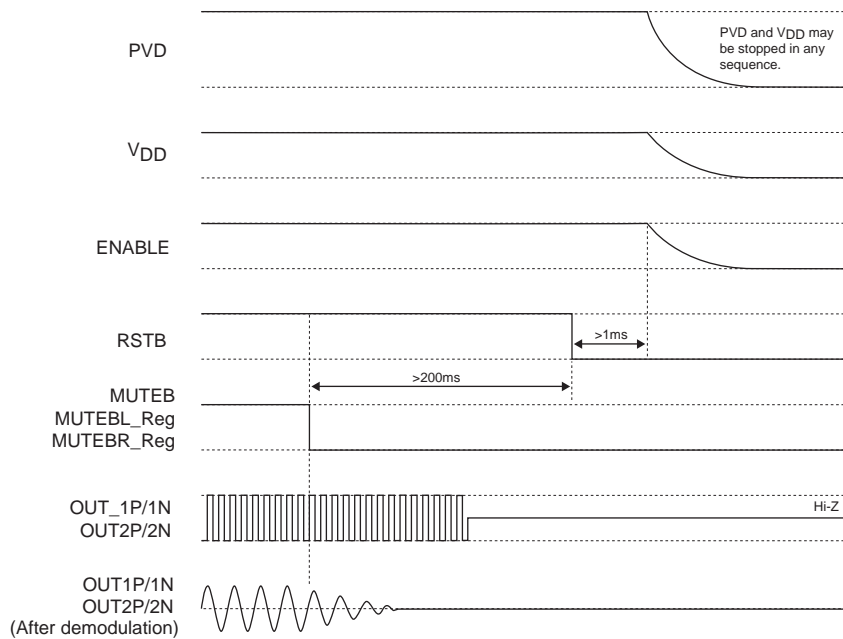 PVD
PVD and VDD may
be stopped in any
sequence.
VDD
ENABLE
RSTB
>1ms
>200ms
MUTEB
MUTEBL_Reg
MUTEBR_Reg
OUT_1P/1N
OUT2P/2N
Hi-Z
OUT1P/1N
OUT2P/2N
(After demodulation)